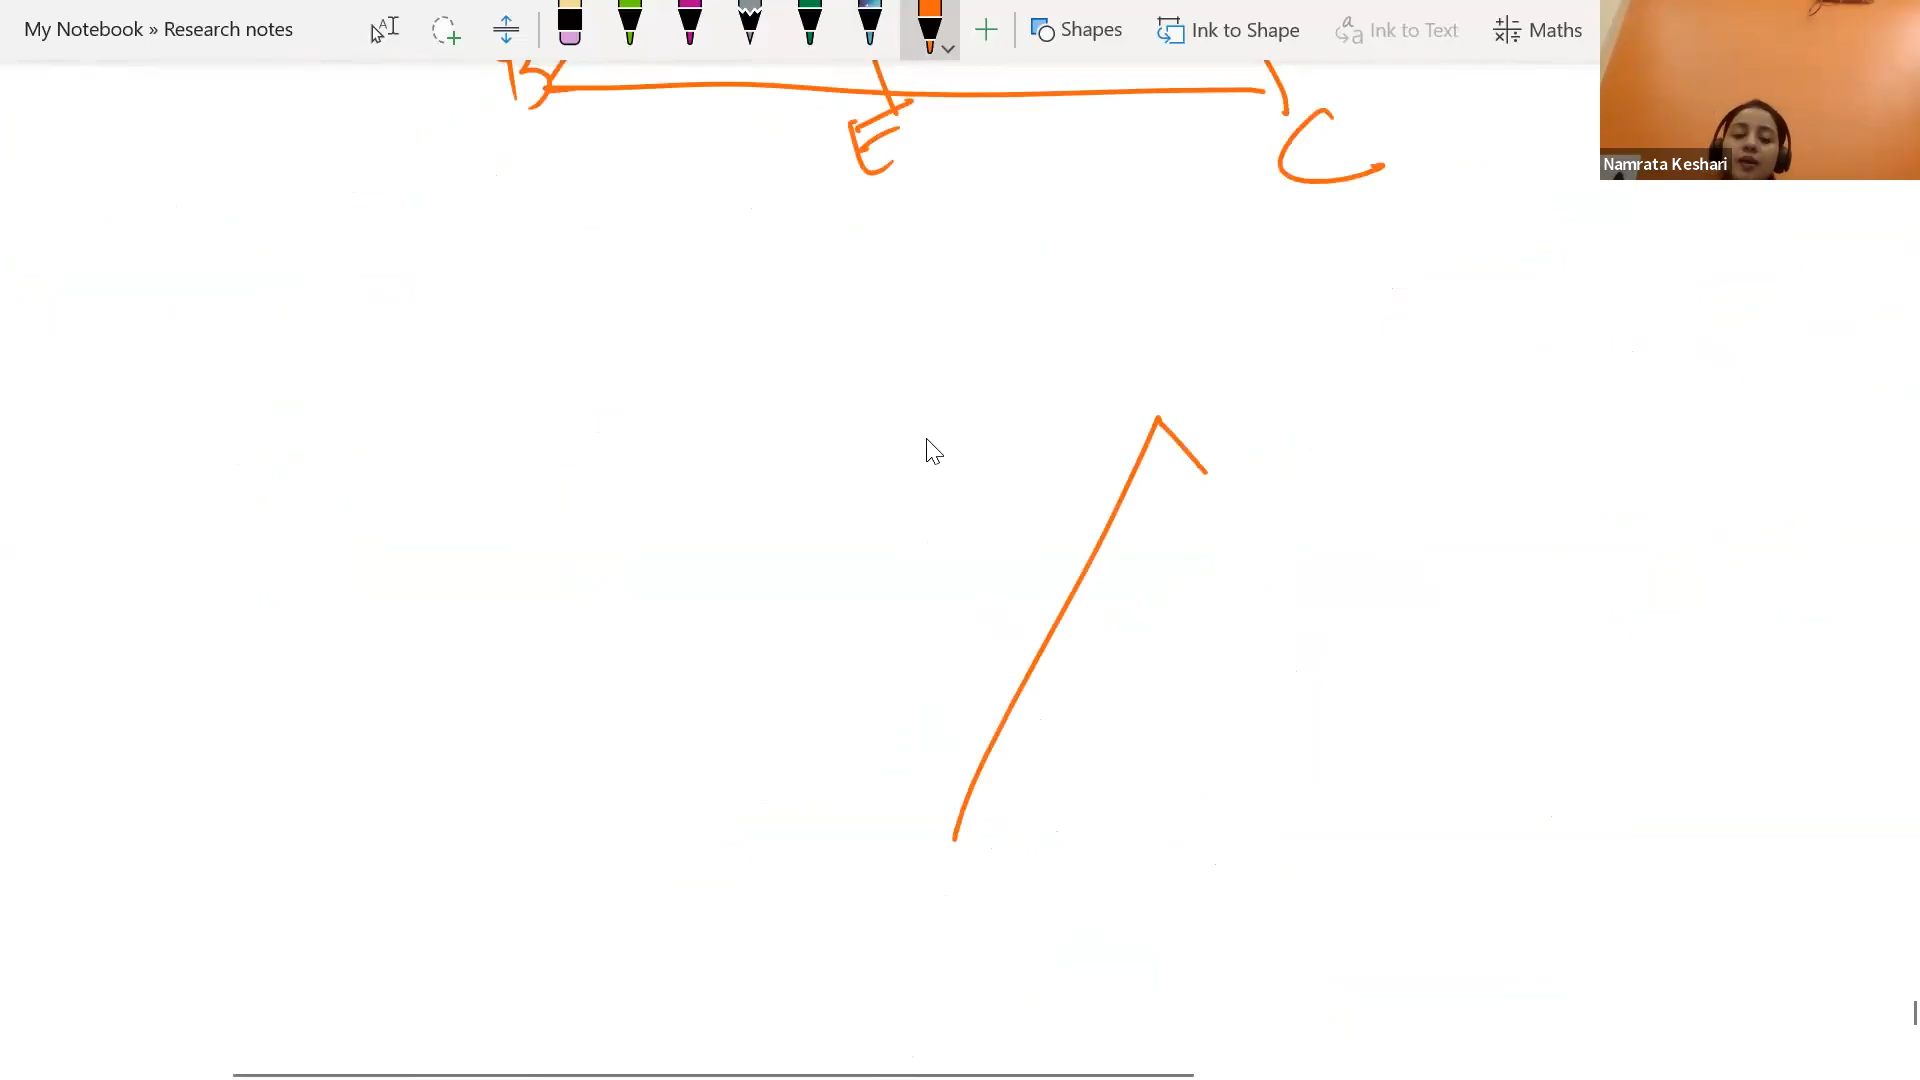 My Notebook » Research notes
Shapes
Ink to Shape
Ink to Text
Maths
Namrata Keshari
B
E
C